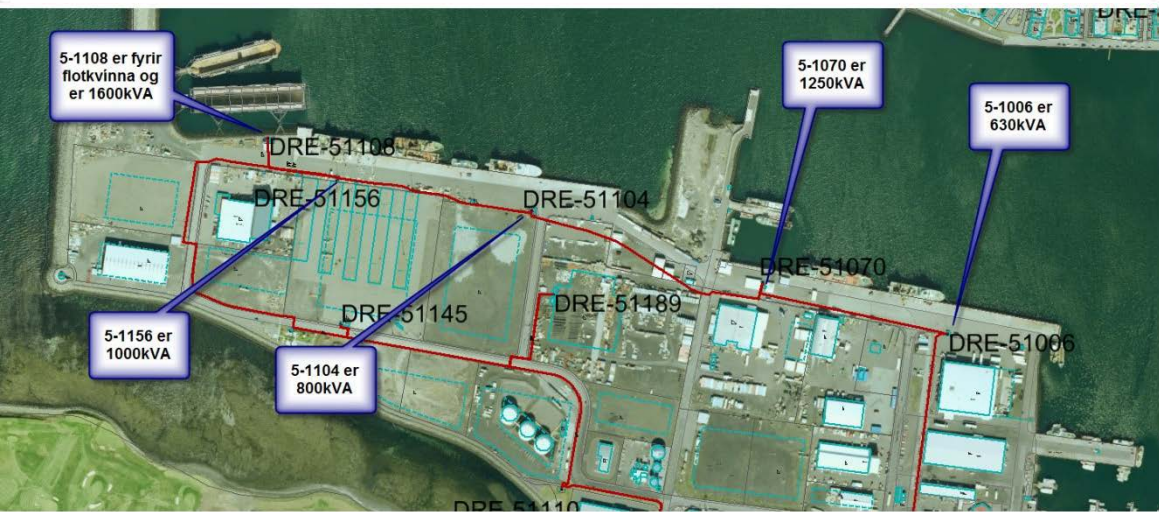 5-1108 er fyrir
flotkvinna og
er 1600kVA
5-1070 er
1250kVA
5-1006 er
630kVA
DRE-51108
DRE-51156
DRE-51104
DRE-51070
DRE-51189
DRE-51145
DRE-51006
5-1156 er
1000kVA
5-1104 er
800kVA
DRE-51110